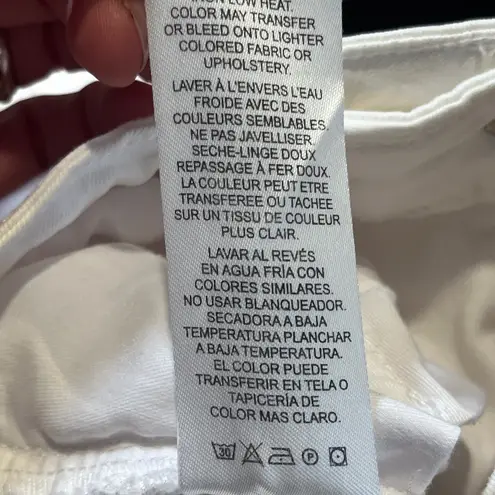 IRON LOW HEAT.
COLOR MAY TRANSFER
OR BLEED ONTO LIGHTER
COLORED FABRIC OR
UPHOLSTERY.
LAVER À L'ENVERS L'EAU
FROIDE AVEC DES
COULEURS SEMBLABLES.
NE PAS JAVELLISER.
SECHE-LINGE DOUX
REPASSAGE À FER DOUX.
LA COULEUR PEUT ETRE
TRANSFEREE OU TACHEE
SUR UN TISSU DE COULEUR
PLUS CLAIR.
LAVAR AL REVÉS
EN AGUA FRÍA CON
COLORES SIMILARES.
NO USAR BLANQUEADOR.
SECADORA A BAJA
TEMPERATURA PLANCHAR
A BAJA TEMPERATURA.
EL COLOR PUEDE
TRANSFERIR EN TELA O
TAPICERÍA DE
COLOR MAS CLARO.
30 P